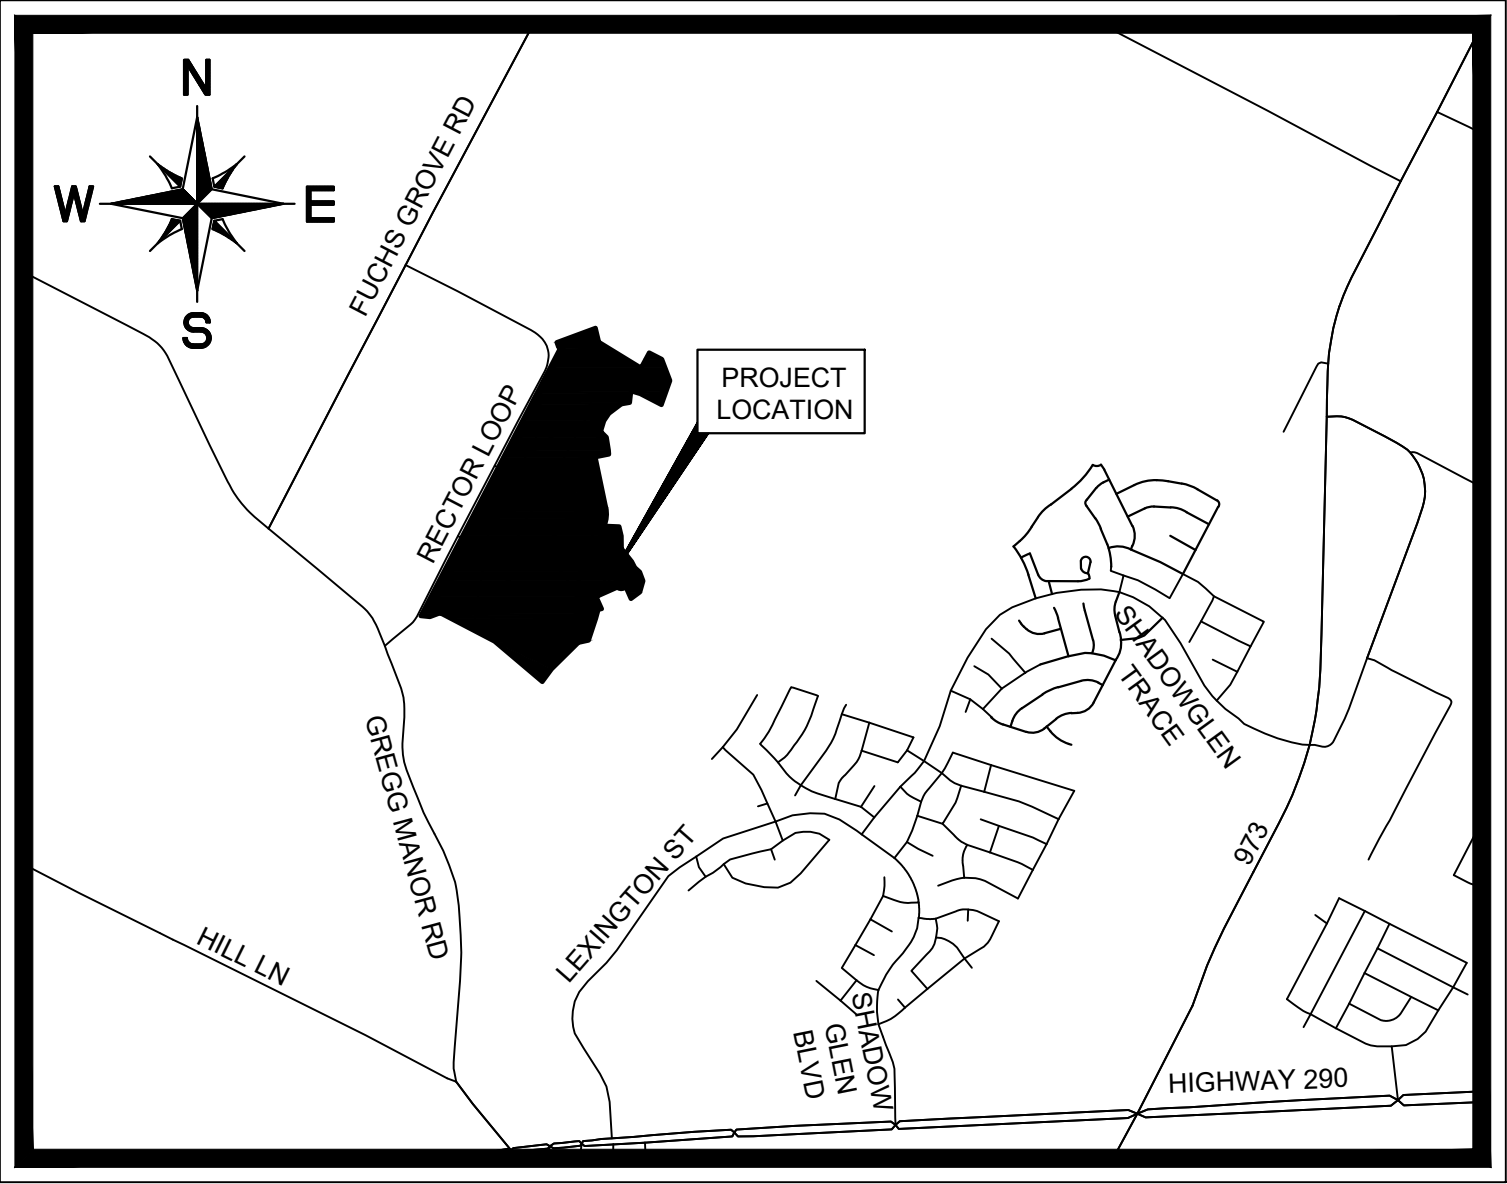 N
W
E
S
FUCHS GROVE RD
RECTOR LOOP
PROJECT
LOCATION
SHADOWGLEN
TRACE
GREGG MANOR RD
973
LEXINGTON ST
HILL LN
SHADOW
GLEN
BLVD
HIGHWAY 290